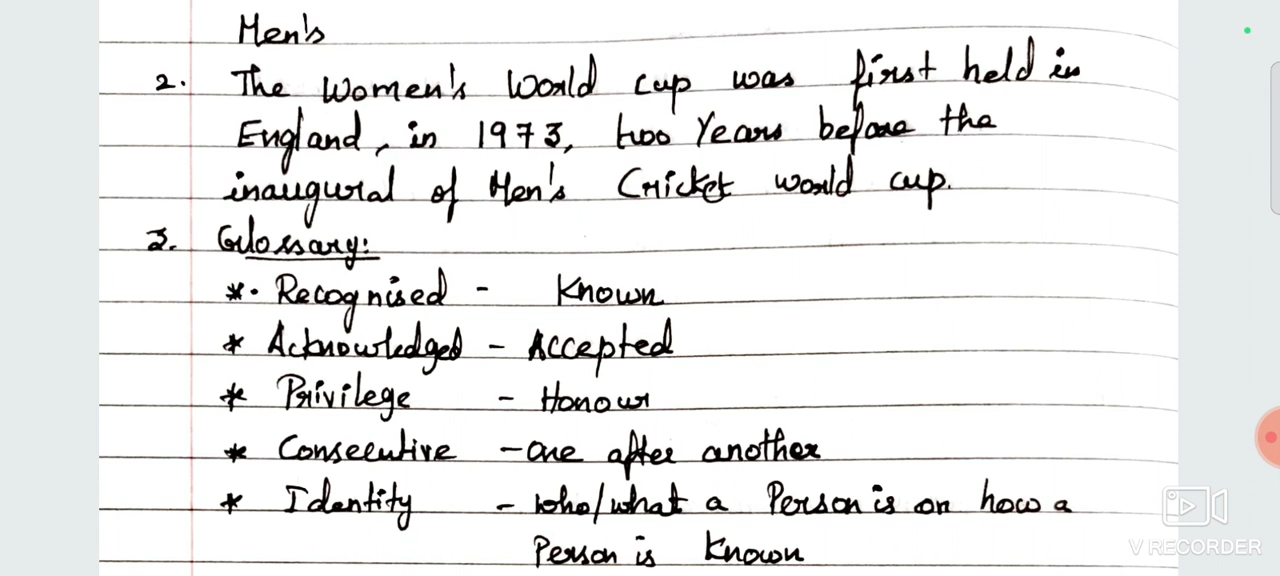 Men's
2. The Women's World cup was first held in
England, in 1973, two Years before the
inaugural of Men's Cricket world cup.
3. Glossary:
*. Recognised - Known
* Acknowledged - Accepted
* Privilege - Honour
* Consecutive - one after another
* Identity - who/what a Person is or how a
Person is Known
V RECORDER